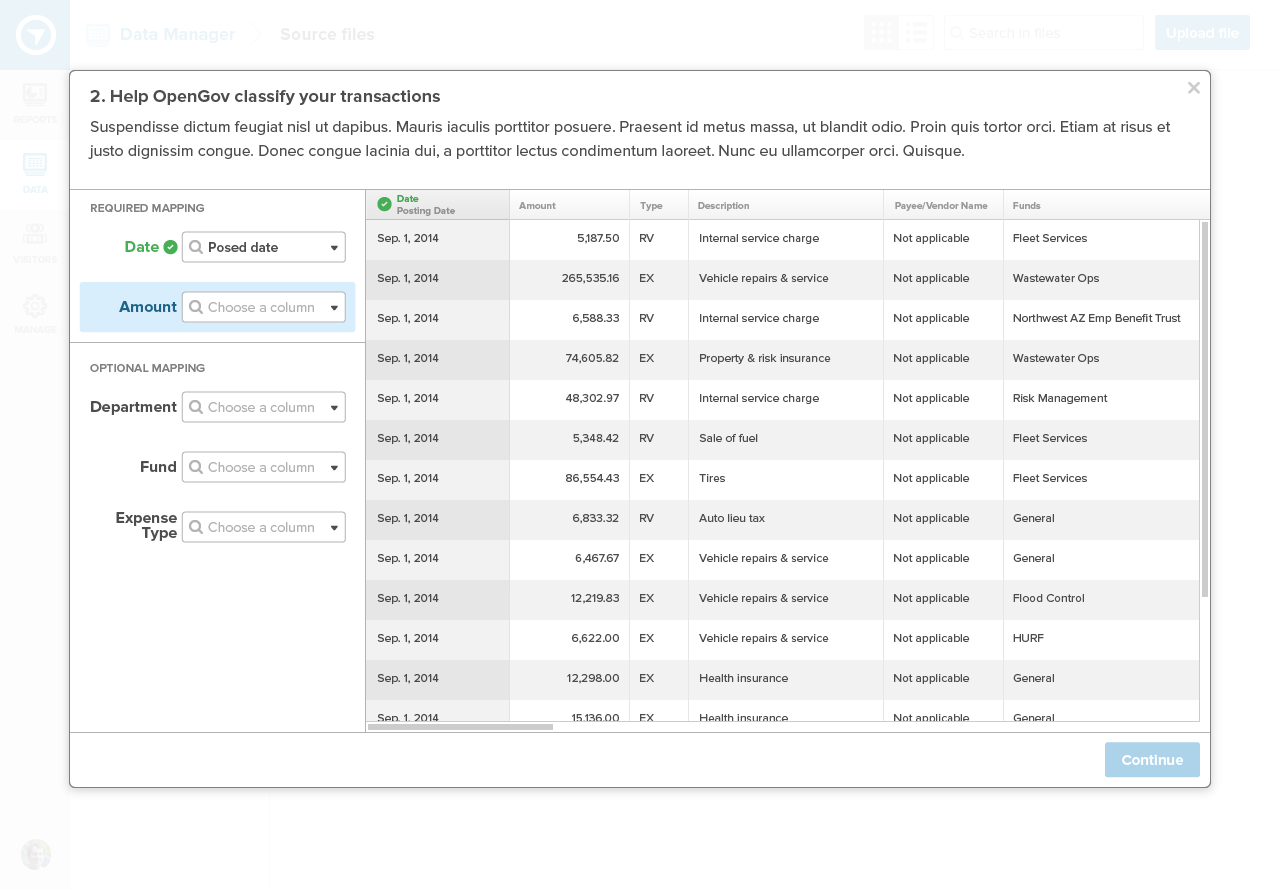 Data Manager
Source files
Search in files
Upload file
REPORTS
DATA
VISITORS
MANAGE
2. Help OpenGov classify your transactions
Suspendisse dictum feugiat nisl ut dapibus. Mauris iaculis porttitor posuere. Praesent id metus massa, ut blandit odio. Proin quis tortor orci. Etiam at risus et
justo dignissim congue. Donec congue lacinia dui, a porttitor lectus condimentum laoreet. Nunc eu ullamcorper orci. Quisque.
REQUIRED MAPPING
Date Posed date
Amount Choose a column
OPTIONAL MAPPING
Department Choose a column
Fund Choose a column
Expense
Type Choose a column
Date
Posting Date Amount Type Description Payee/Vendor Name Funds
Sep. 1, 2014 5,187.50 RV Internal service charge Not applicable Fleet Services
Sep. 1, 2014 265,535.16 EX Vehicle repairs & service Not applicable Wastewater Ops
Sep. 1, 2014 6,588.33 RV Internal service charge Not applicable Northwest AZ Emp Benefit Trust
Sep. 1, 2014 74,605.82 EX Property & risk insurance Not applicable Wastewater Ops
Sep. 1, 2014 48,302.97 RV Internal service charge Not applicable Risk Management
Sep. 1, 2014 5,348.42 RV Sale of fuel Not applicable Fleet Services
Sep. 1, 2014 86,554.43 EX Tires Not applicable Fleet Services
Sep. 1, 2014 6,833.32 RV Auto lieu tax Not applicable General
Sep. 1, 2014 6,467.67 EX Vehicle repairs & service Not applicable General
Sep. 1, 2014 12,219.83 EX Vehicle repairs & service Not applicable Flood Control
Sep. 1, 2014 6,622.00 EX Vehicle repairs & service Not applicable HURF
Sep. 1, 2014 12,298.00 EX Health insurance Not applicable General
Sep. 1, 2014 15,136.00 EX Health insurance Not applicable General
Continue